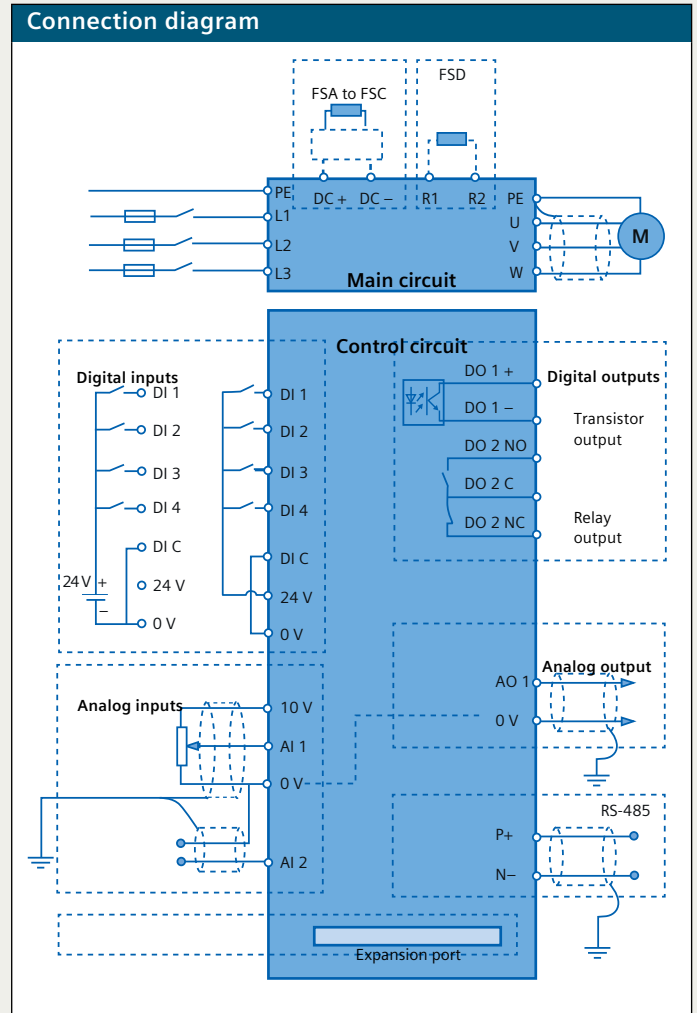 Connection diagram
FSA to FSC
FSD
PE
DC +
DC −
R1
R2
PE
L1
L2
L3
U
V
W
M
Main circuit
Control circuit
Digital inputs
DI 1
DI 2
DI 3
DI 4
DI C
24 V
+
−
24 V
0 V
DI 1
DI 2
DI 3
DI 4
DI C
24 V
0 V
DO 1 +
DO 1 −
DO 2 NO
DO 2 C
DO 2 NC
Digital outputs
Transistor
output
Relay
output
Analog inputs
10 V
AI 1
0 V
AI 2
Analog output
AO 1
0 V
RS-485
P+
N−
Expansion port